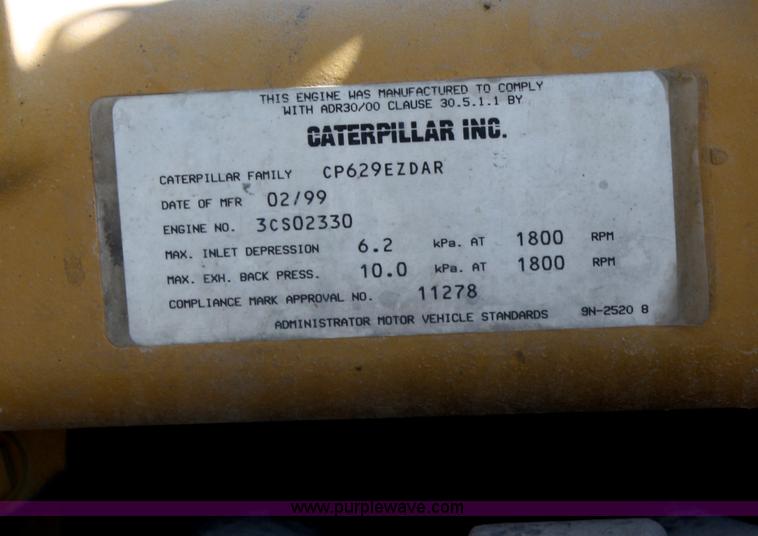 THIS ENGINE WAS MANUFACTURED TO COMPLY
WITH ADR30/00 CLAUSE 30.5.1.1 BY
CATERPILLAR INC.
CATERPILLAR FAMILY CP629EZDAR
DATE OF MFR 02/99
ENGINE NO. 3CS02330
MAX. INLET DEPRESSION 6.2 kPa. AT 1800 RPM
MAX. EXH. BACK PRESS. 10.0 kPa. AT 1800 RPM
COMPLIANCE MARK APPROVAL NO. 11278
ADMINISTRATOR MOTOR VEHICLE STANDARDS 9N-2520 8
www.purplewave.com